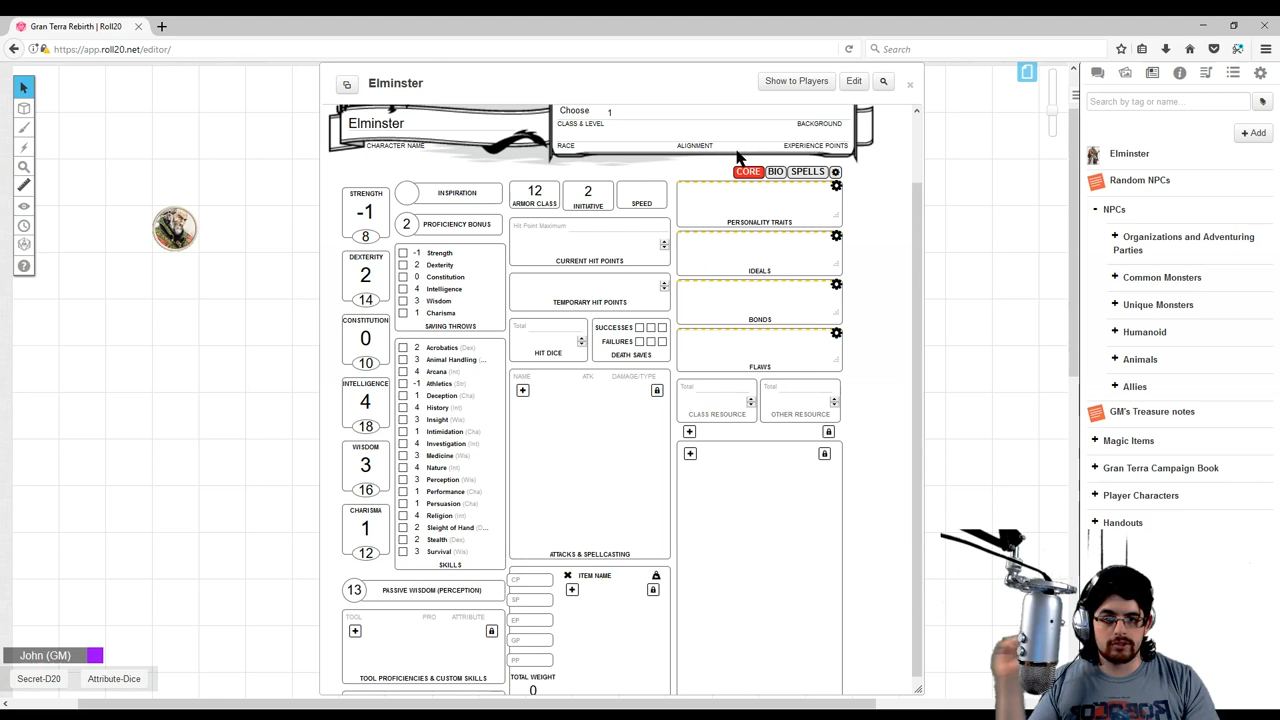 Gran Terra Rebirth | Roll20
https://app.roll20.net/editor/
Search
Elminster
Show to Players
Edit
Elminster
CHARACTER NAME
Choose 1
CLASS & LEVEL
BACKGROUND
RACE
ALIGNMENT
EXPERIENCE POINTS
CORE
BIO
SPELLS
STRENGTH
-1
8
DEXTERITY
2
14
CONSTITUTION
0
10
INTELLIGENCE
4
18
WISDOM
3
16
CHARISMA
1
12
INSPIRATION
2 PROFICIENCY BONUS
-1 Strength
2 Dexterity
0 Constitution
4 Intelligence
3 Wisdom
1 Charisma
SAVING THROWS
2 Acrobatics (Dex)
3 Animal Handling (...
4 Arcana (Int)
-1 Athletics (Str)
1 Deception (Cha)
4 History (Int)
3 Insight (Wis)
1 Intimidation (Cha)
4 Investigation (Int)
3 Medicine (Wis)
4 Nature (Int)
3 Perception (Wis)
1 Performance (Cha)
1 Persuasion (Cha)
4 Religion (Int)
2 Sleight of Hand (D...
2 Stealth (Dex)
3 Survival (Wis)
SKILLS
13 PASSIVE WISDOM (PERCEPTION)
TOOL PRO ATTRIBUTE
TOOL PROFICIENCIES & CUSTOM SKILLS
12
ARMOR CLASS
2
INITIATIVE
SPEED
Hit Point Maximum
CURRENT HIT POINTS
TEMPORARY HIT POINTS
Total
HIT DICE
SUCCESSES
FAILURES
DEATH SAVES
NAME ATK DAMAGE/TYPE
ATTACKS & SPELLCASTING
CP
SP
EP
GP
PP
ITEM NAME
TOTAL WEIGHT
0
PERSONALITY TRAITS
IDEALS
BONDS
FLAWS
Total
CLASS RESOURCE
Total
OTHER RESOURCE
Search by tag or name...
+ Add
Elminster
Random NPCs
NPCs
Organizations and Adventuring
Parties
Common Monsters
Unique Monsters
Humanoid
Animals
Allies
GM's Treasure notes
Magic Items
Gran Terra Campaign Book
Player Characters
Handouts
John (GM)
Secret-D20
Attribute-Dice